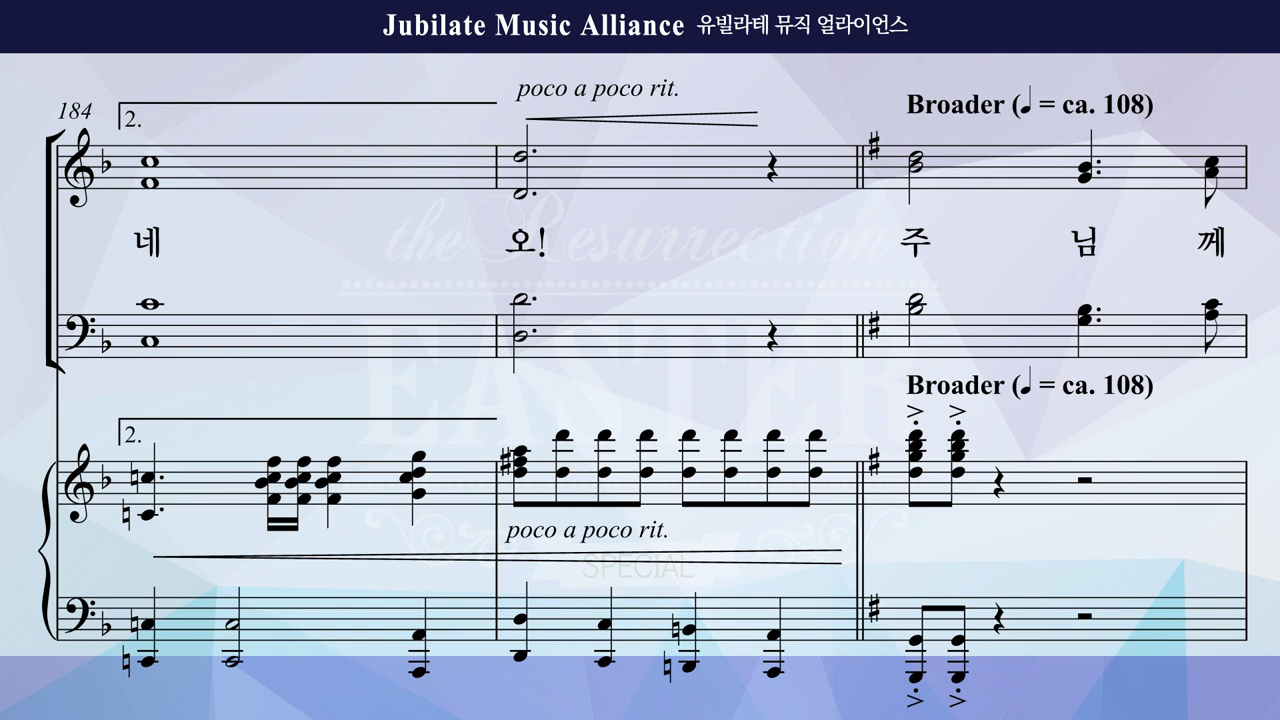 Jubilate Music Alliance 유빌라테 뮤직 얼라이언스
poco a poco rit.
184
2.
Broader (♩ = ca. 108)
네 오! 주 님 께
the Resurrection
EASTER
Broader (♩ = ca. 108)
2.
poco a poco rit.
SPECIAL